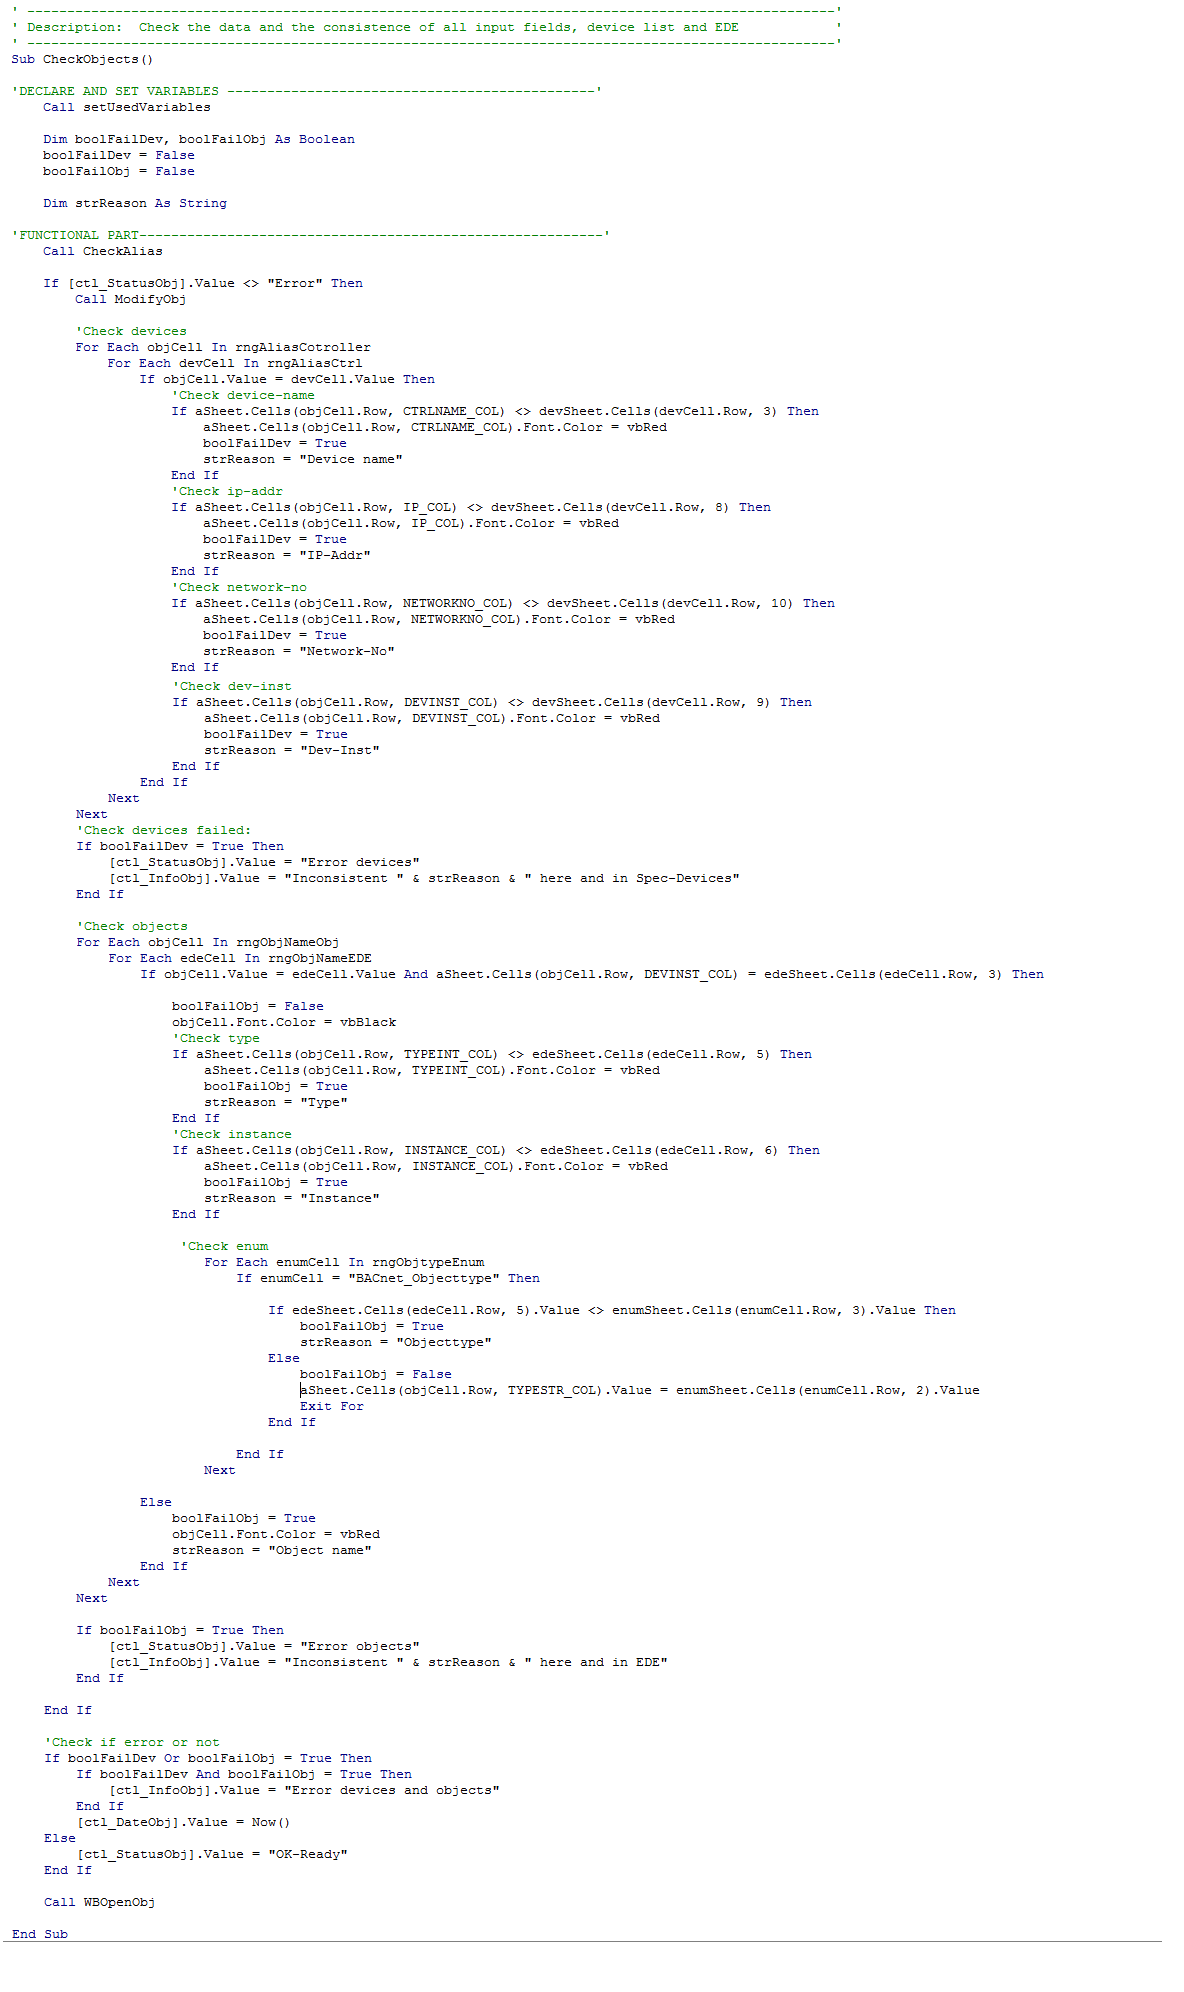 ' -----------------------------------------------------------------------------------------------------'
' Description:  Check the data and the consistence of all input fields, device list and EDE            '
' -----------------------------------------------------------------------------------------------------'
Sub CheckObjects()
'DECLARE AND SET VARIABLES ----------------------------------------------'
    Call setUsedVariables
    Dim boolFailDev, boolFailObj As Boolean
    boolFailDev = False
    boolFailObj = False
    Dim strReason As String
'FUNCTIONAL PART----------------------------------------------------------'
    Call CheckAlias
    If [ctl_StatusObj].Value <> "Error" Then
        Call ModifyObj
        'Check devices
        For Each objCell In rngAliasCotroller
            For Each devCell In rngAliasCtrl
                If objCell.Value = devCell.Value Then
                    'Check device-name
                    If aSheet.Cells(objCell.Row, CTRLNAME_COL) <> devSheet.Cells(devCell.Row, 3) Then
                        aSheet.Cells(objCell.Row, CTRLNAME_COL).Font.Color = vbRed
                        boolFailDev = True
                        strReason = "Device name"
                    End If
                    'Check ip-addr
                    If aSheet.Cells(objCell.Row, IP_COL) <> devSheet.Cells(devCell.Row, 8) Then
                        aSheet.Cells(objCell.Row, IP_COL).Font.Color = vbRed
                        boolFailDev = True
                        strReason = "IP-Addr"
                    End If
                    'Check network-no
                    If aSheet.Cells(objCell.Row, NETWORKNO_COL) <> devSheet.Cells(devCell.Row, 10) Then
                        aSheet.Cells(objCell.Row, NETWORKNO_COL).Font.Color = vbRed
                        boolFailDev = True
                        strReason = "Network-No"
                    End If
                    'Check dev-inst
                    If aSheet.Cells(objCell.Row, DEVINST_COL) <> devSheet.Cells(devCell.Row, 9) Then
                        aSheet.Cells(objCell.Row, DEVINST_COL).Font.Color = vbRed
                        boolFailDev = True
                        strReason = "Dev-Inst"
                    End If
                End If
            Next
        Next
        'Check devices failed:
        If boolFailDev = True Then
            [ctl_StatusObj].Value = "Error devices"
            [ctl_InfoObj].Value = "Inconsistent " & strReason & " here and in Spec-Devices"
        End If
        'Check objects
        For Each objCell In rngObjNameObj
            For Each edeCell In rngObjNameEDE
                If objCell.Value = edeCell.Value And aSheet.Cells(objCell.Row, DEVINST_COL) = edeSheet.Cells(edeCell.Row, 3) Then
                    boolFailObj = False
                    objCell.Font.Color = vbBlack
                    'Check type
                    If aSheet.Cells(objCell.Row, TYPEINT_COL) <> edeSheet.Cells(edeCell.Row, 5) Then
                        aSheet.Cells(objCell.Row, TYPEINT_COL).Font.Color = vbRed
                        boolFailObj = True
                        strReason = "Type"
                    End If
                    'Check instance
                    If aSheet.Cells(objCell.Row, INSTANCE_COL) <> edeSheet.Cells(edeCell.Row, 6) Then
                        aSheet.Cells(objCell.Row, INSTANCE_COL).Font.Color = vbRed
                        boolFailObj = True
                        strReason = "Instance"
                    End If
                     'Check enum
                        For Each enumCell In rngObjtypeEnum
                            If enumCell = "BACnet_Objecttype" Then
                                If edeSheet.Cells(edeCell.Row, 5).Value <> enumSheet.Cells(enumCell.Row, 3).Value Then
                                    boolFailObj = True
                                    strReason = "Objecttype"
                                Else
                                    boolFailObj = False
                                    aSheet.Cells(objCell.Row, TYPESTR_COL).Value = enumSheet.Cells(enumCell.Row, 2).Value
                                    Exit For
                                End If
                            End If
                        Next
                Else
                    boolFailObj = True
                    objCell.Font.Color = vbRed
                    strReason = "Object name"
                End If
            Next
        Next
        If boolFailObj = True Then
            [ctl_StatusObj].Value = "Error objects"
            [ctl_InfoObj].Value = "Inconsistent " & strReason & " here and in EDE"
        End If
    End If
    'Check if error or not
    If boolFailDev Or boolFailObj = True Then
        If boolFailDev And boolFailObj = True Then
            [ctl_InfoObj].Value = "Error devices and objects"
        End If
        [ctl_DateObj].Value = Now()
    Else
        [ctl_StatusObj].Value = "OK-Ready"
    End If
    Call WBOpenObj
End Sub